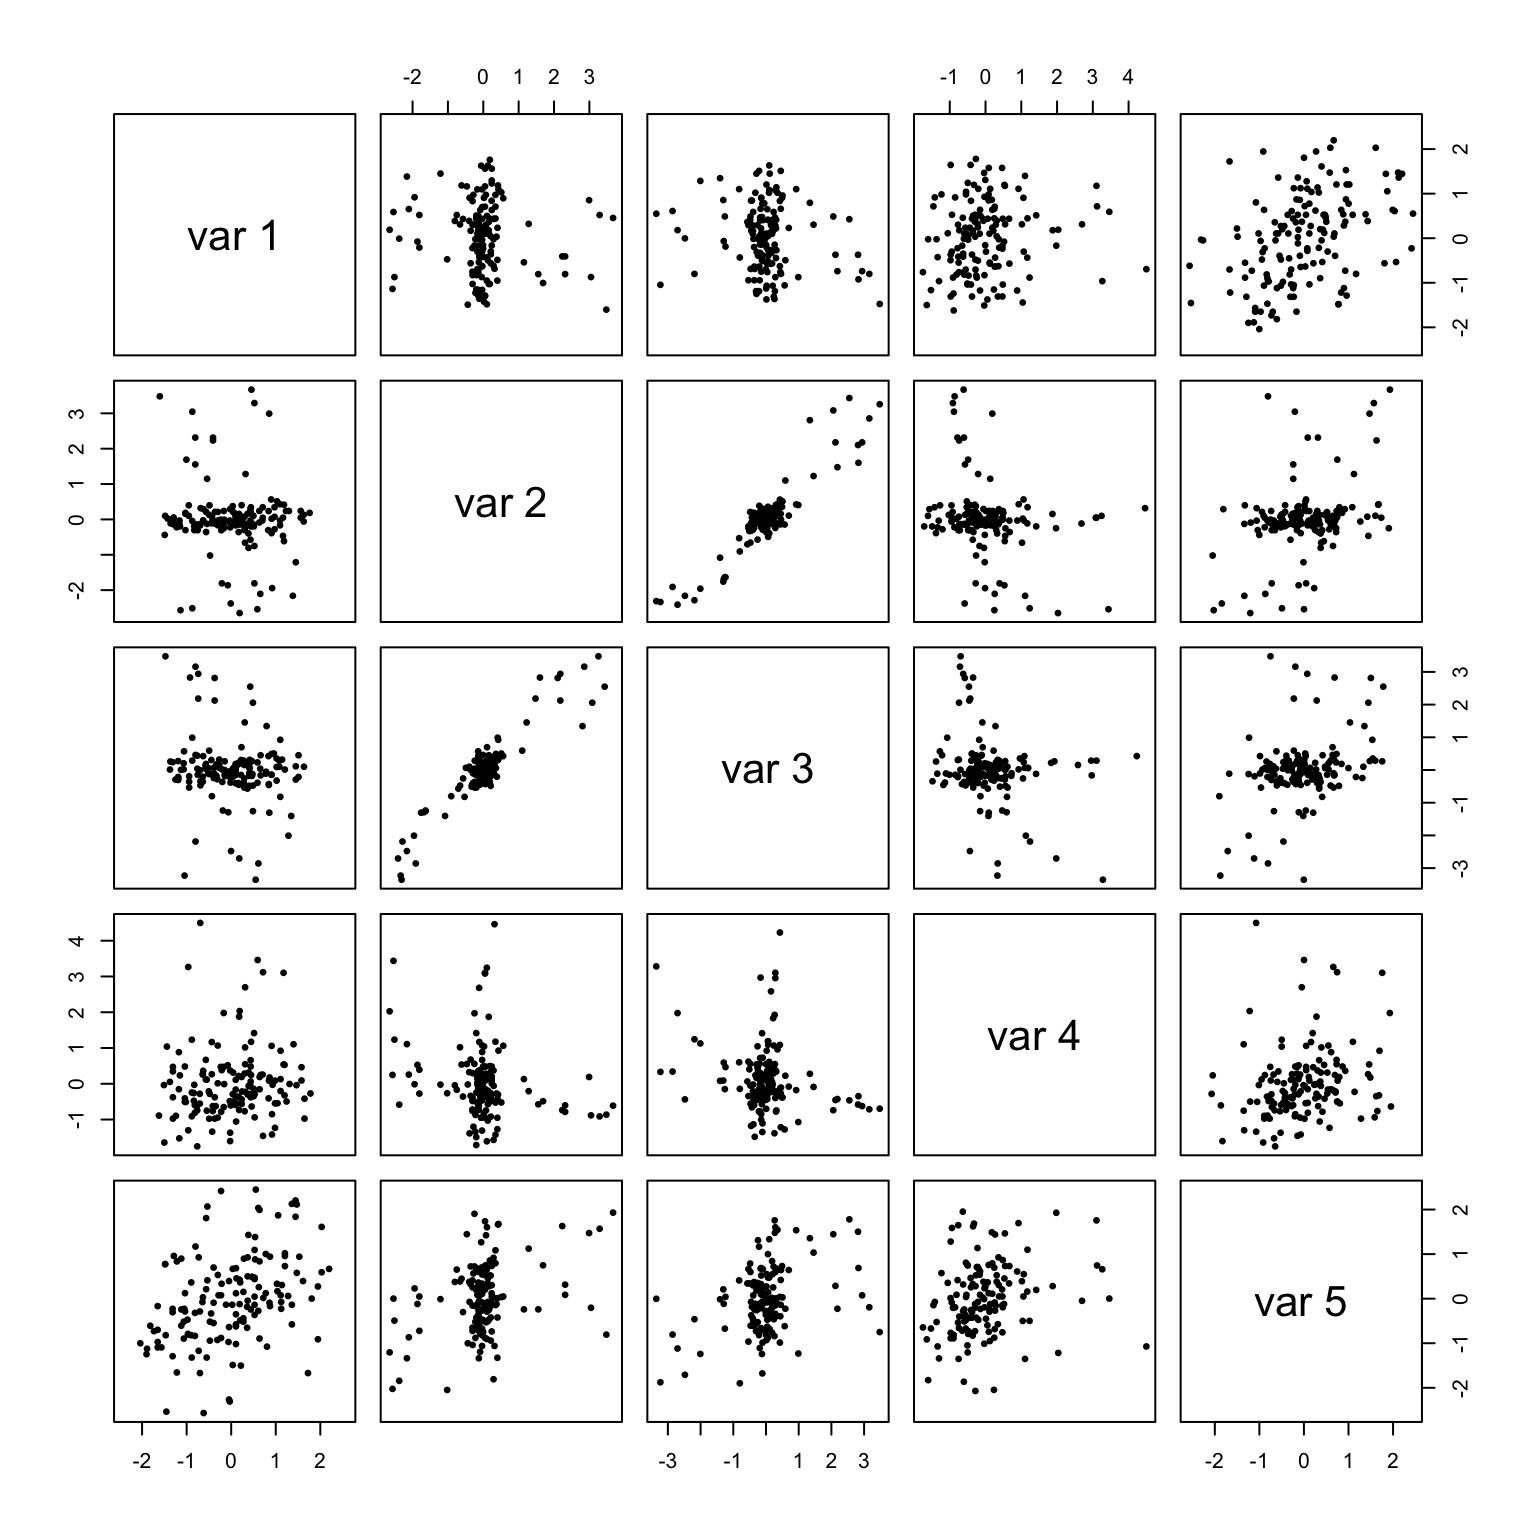 -2 0 1 2 3 -1 0 1 2 3 4
var 1
-2 -1 0 1 2
-2 0 1 2 3
var 2
var 3
-3 -1 1 2 3
-1 0 1 2 3 4
var 4
var 5
-2 -1 0 1 2
-2 -1 0 1 2 -3 -1 1 2 3 -2 -1 0 1 2